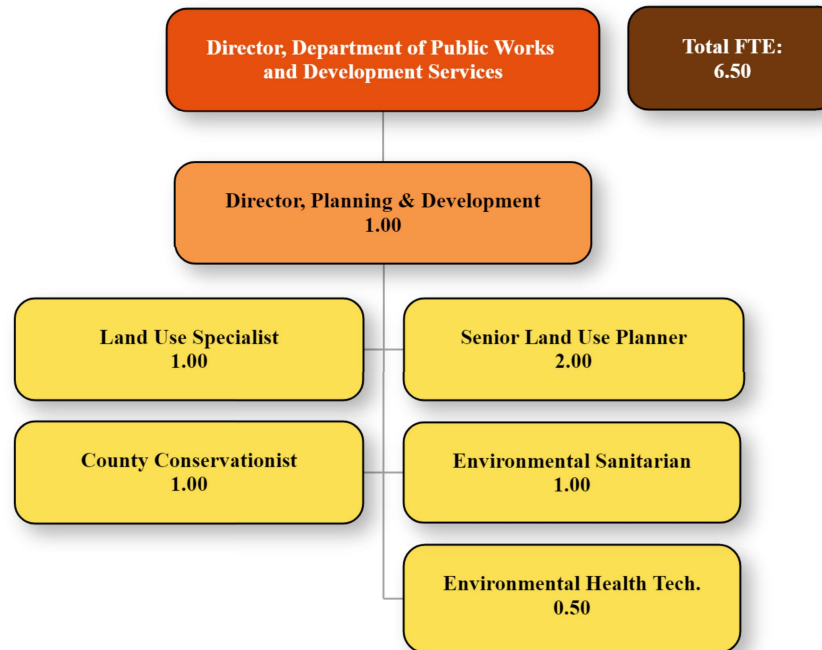 Director, Department of Public Works
and Development Services
Total FTE:
6.50
Director, Planning & Development
1.00
Land Use Specialist
1.00
Senior Land Use Planner
2.00
County Conservationist
1.00
Environmental Sanitarian
1.00
Environmental Health Tech.
0.50